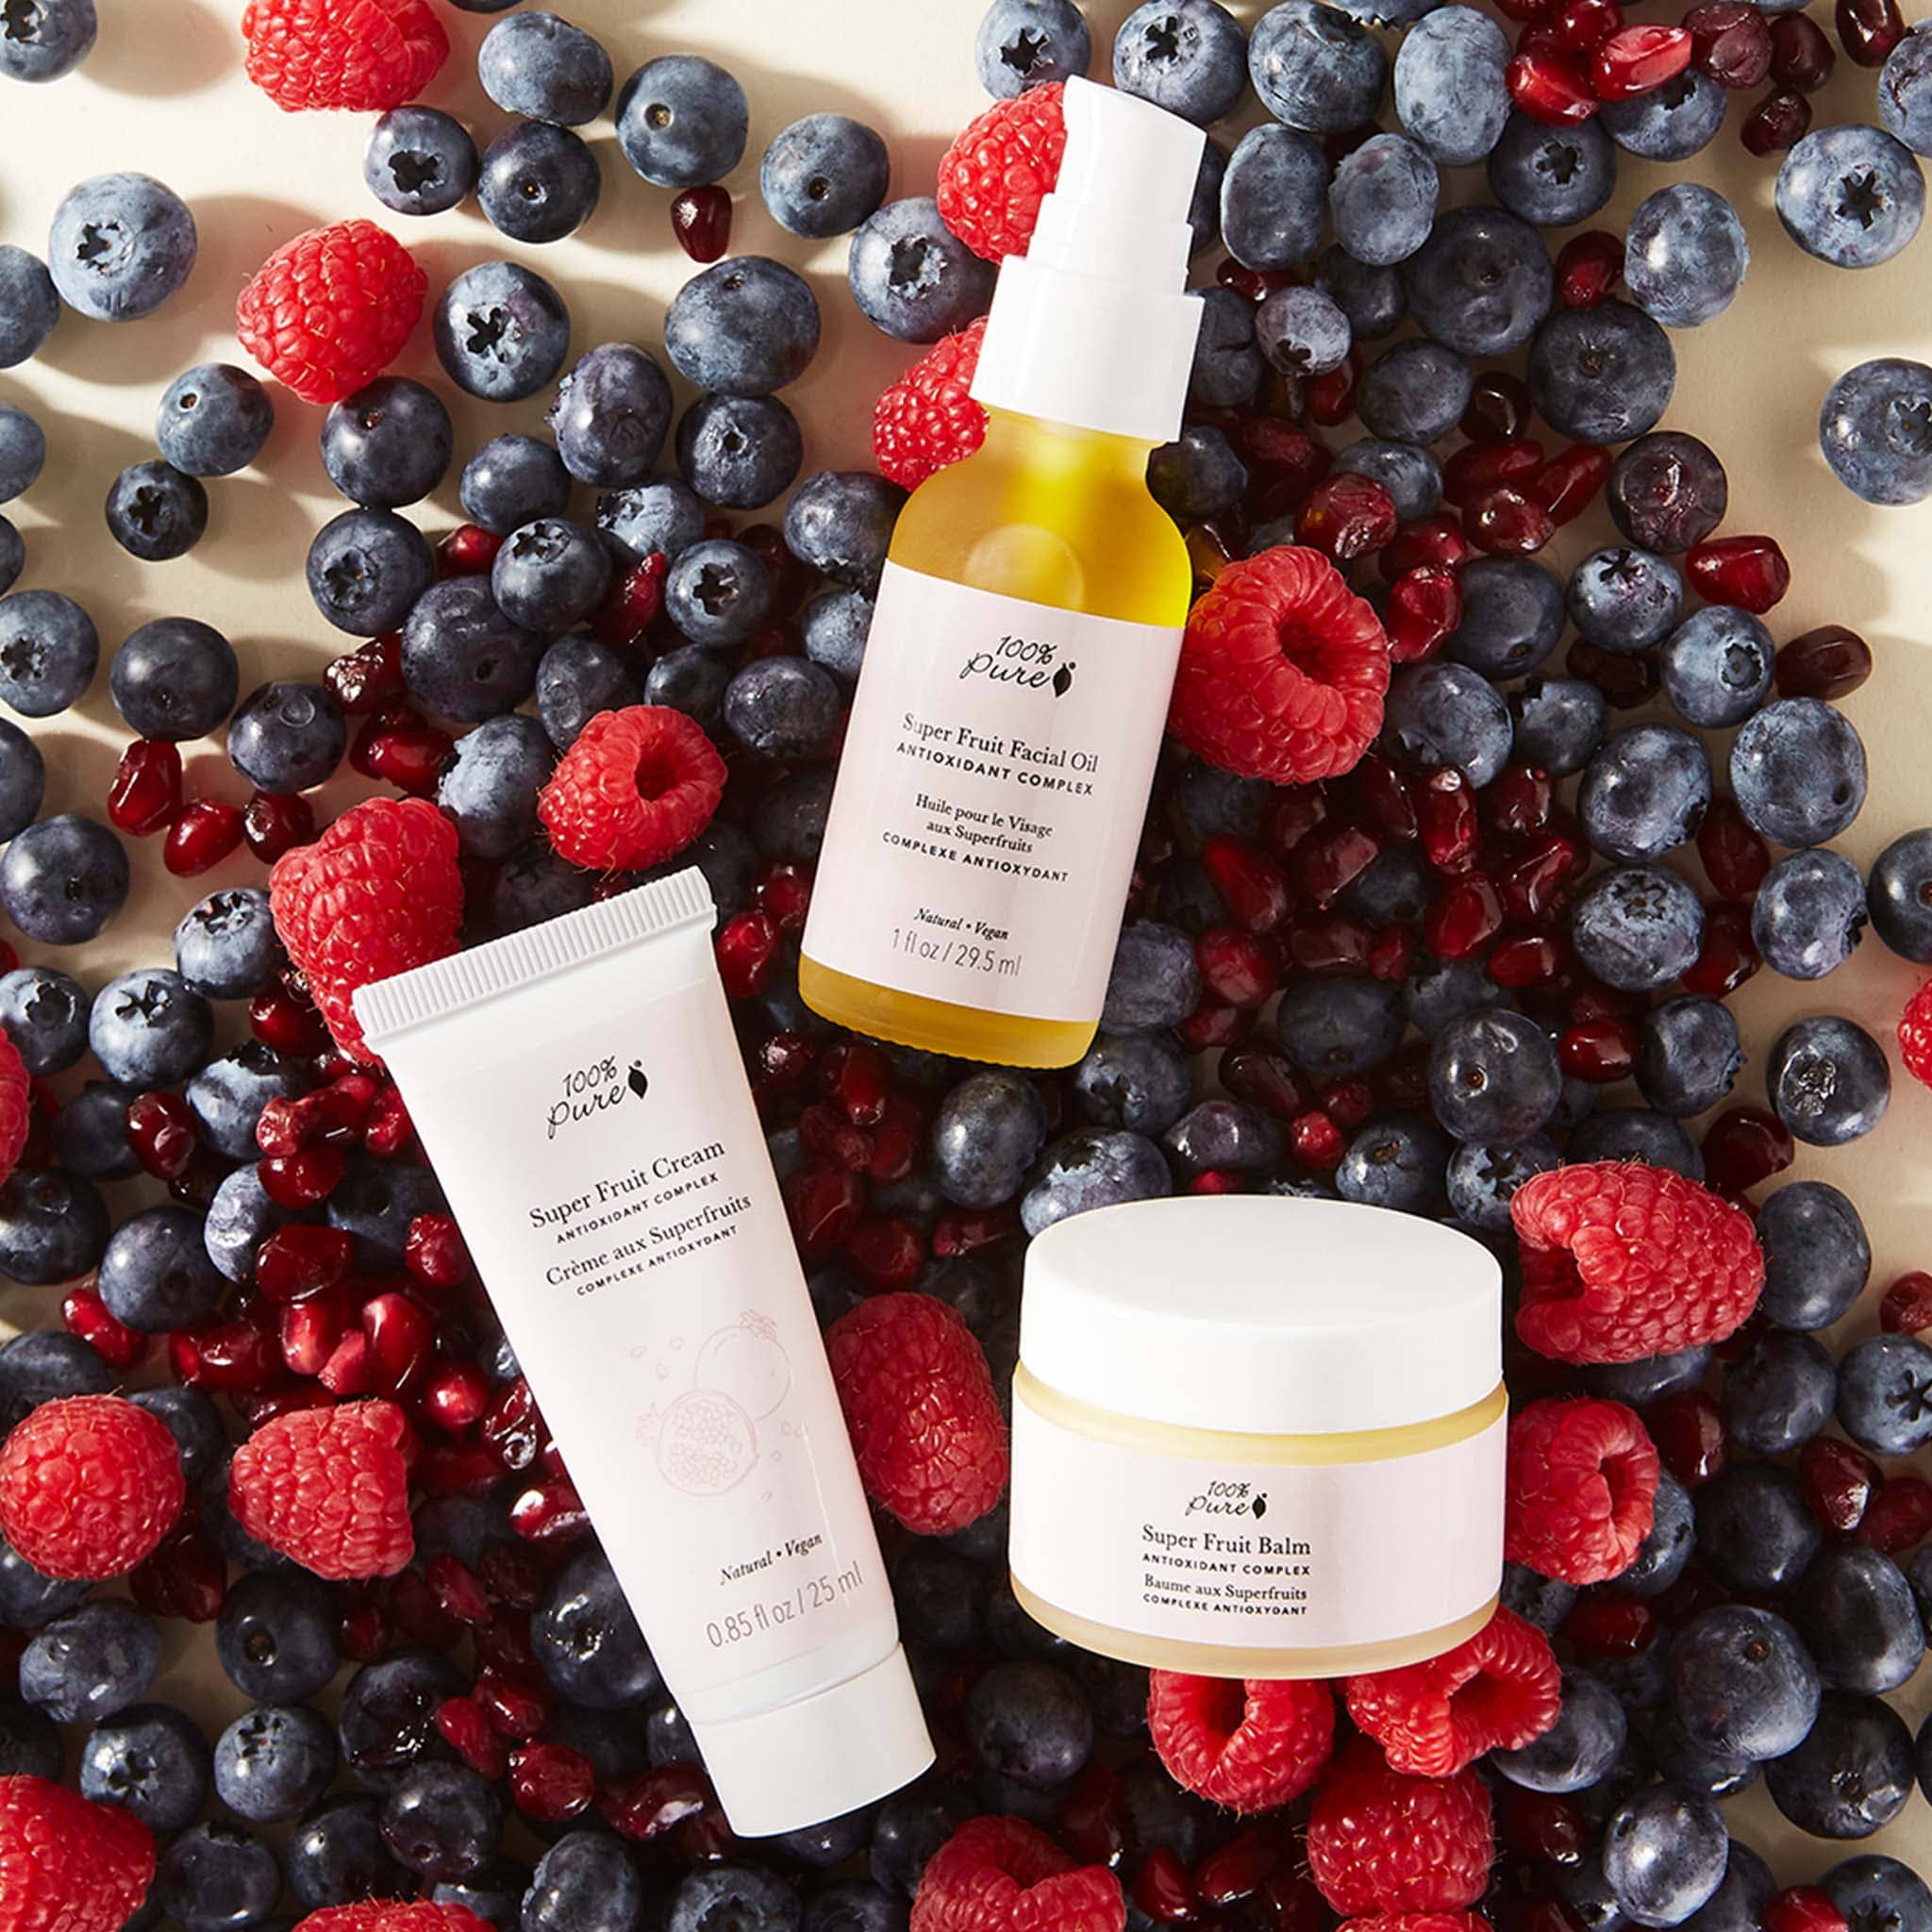 100%
Pure
Super Fruit Facial Oil
ANTIOXIDANT COMPLEX
Huile pour le Visage
aux Superfruits
COMPLEXE ANTIOXYDANT
Natural • Vegan
1 fl oz / 29.5 ml
100%
Pure
Super Fruit Cream
ANTIOXIDANT COMPLEX
Crème aux Superfruits
COMPLEXE ANTIOXYDANT
Natural • Vegan
0.85 fl oz / 25 ml
100%
Pure
Super Fruit Balm
ANTIOXIDANT COMPLEX
Baume aux Superfruits
COMPLEXE ANTIOXYDANT